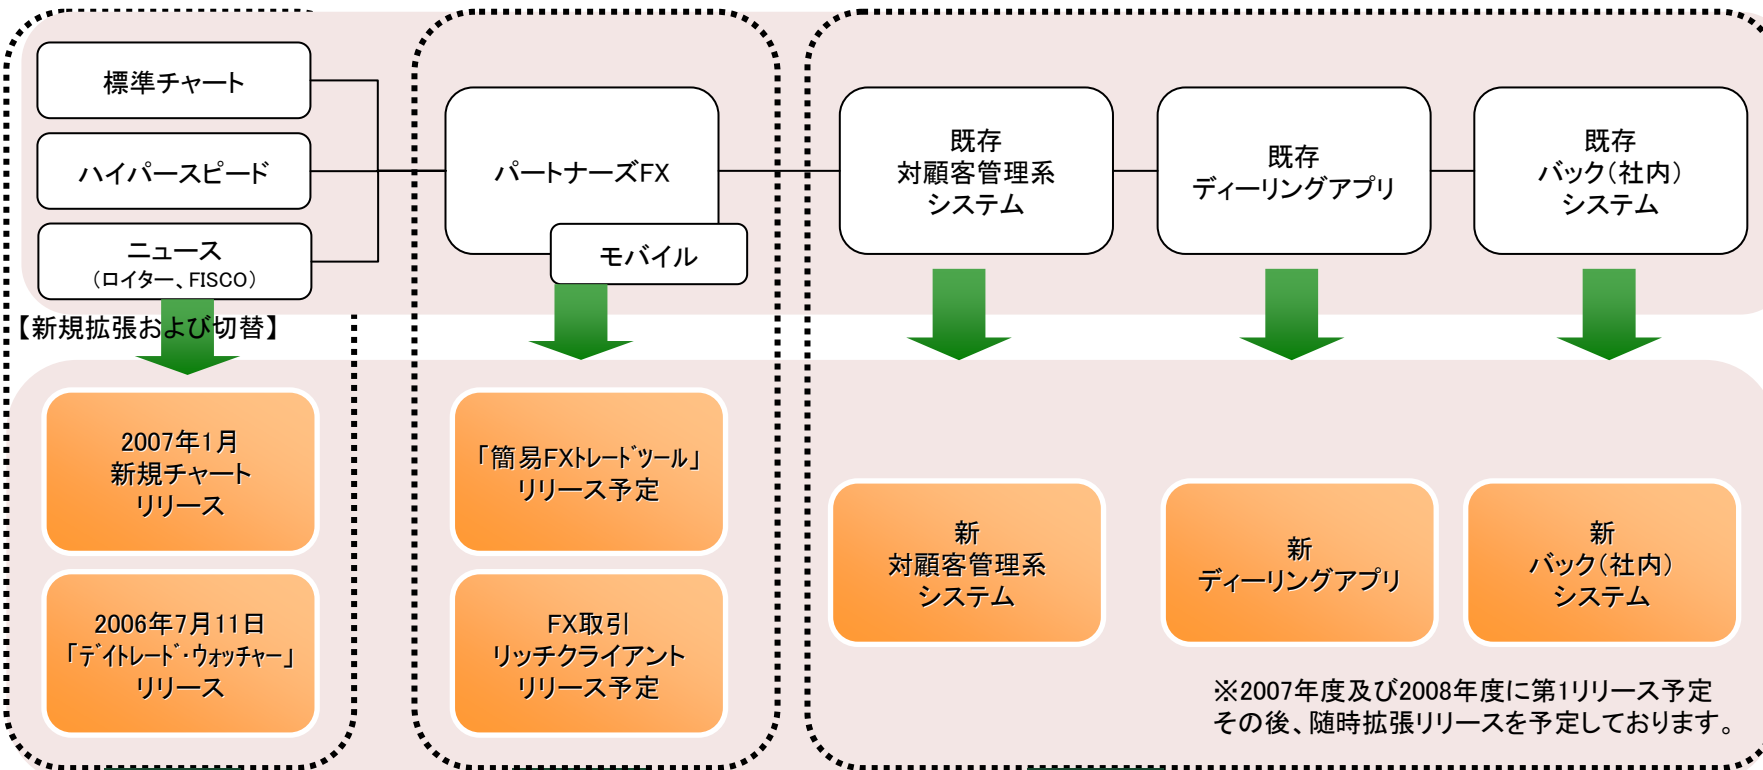 標準チャート
ハイパースピード
ニュース
（ロイター、FISCO）
パートナーズFX
モバイル
既存
対顧客管理系
システム
既存
ディーリングアプリ
既存
バック（社内）
システム
【新規拡張および切替】
2007年1月
新規チャート
リリース
2006年7月11日
「ﾃﾞｲﾄﾚｰﾄﾞ・ｳｫｯﾁｬｰ」
リリース
「簡易FXﾄﾚｰﾄﾞﾂｰﾙ」
リリース予定
FX取引
リッチクライアント
リリース予定
新
対顧客管理系
システム
新
ディーリングアプリ
新
バック（社内）
システム
※2007年度及び2008年度に第1リリース予定
その後、随時拡張リリースを予定しております。